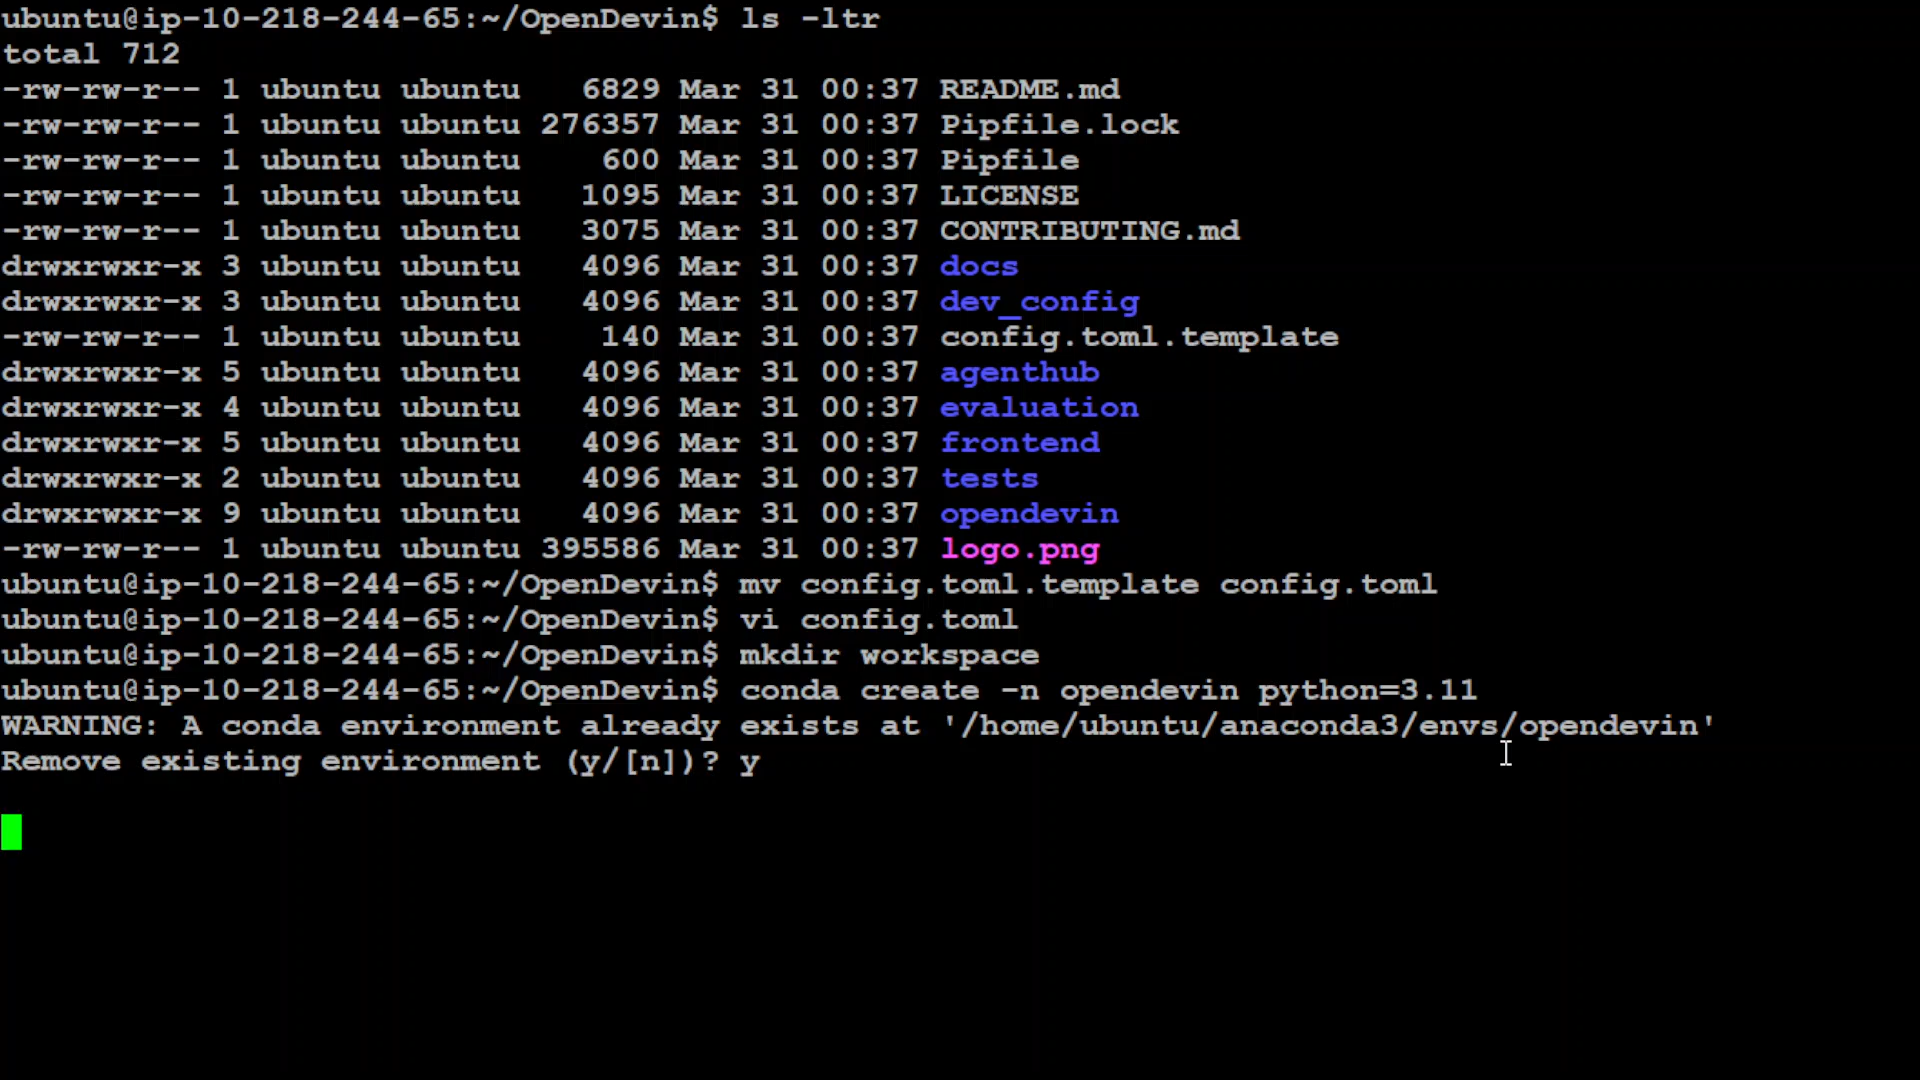 ubuntu@ip-10-218-244-65:~/OpenDevin$ ls -ltr
total 712
-rw-rw-r-- 1 ubuntu ubuntu   6829 Mar 31 00:37 README.md
-rw-rw-r-- 1 ubuntu ubuntu 276357 Mar 31 00:37 Pipfile.lock
-rw-rw-r-- 1 ubuntu ubuntu    600 Mar 31 00:37 Pipfile
-rw-rw-r-- 1 ubuntu ubuntu   1095 Mar 31 00:37 LICENSE
-rw-rw-r-- 1 ubuntu ubuntu   3075 Mar 31 00:37 CONTRIBUTING.md
drwxrwxr-x 3 ubuntu ubuntu   4096 Mar 31 00:37 docs
drwxrwxr-x 3 ubuntu ubuntu   4096 Mar 31 00:37 dev_config
-rw-rw-r-- 1 ubuntu ubuntu    140 Mar 31 00:37 config.toml.template
drwxrwxr-x 5 ubuntu ubuntu   4096 Mar 31 00:37 agenthub
drwxrwxr-x 4 ubuntu ubuntu   4096 Mar 31 00:37 evaluation
drwxrwxr-x 5 ubuntu ubuntu   4096 Mar 31 00:37 frontend
drwxrwxr-x 2 ubuntu ubuntu   4096 Mar 31 00:37 tests
drwxrwxr-x 9 ubuntu ubuntu   4096 Mar 31 00:37 opendevin
-rw-rw-r-- 1 ubuntu ubuntu 395586 Mar 31 00:37 logo.png
ubuntu@ip-10-218-244-65:~/OpenDevin$ mv config.toml.template config.toml
ubuntu@ip-10-218-244-65:~/OpenDevin$ vi config.toml
ubuntu@ip-10-218-244-65:~/OpenDevin$ mkdir workspace
ubuntu@ip-10-218-244-65:~/OpenDevin$ conda create -n opendevin python=3.11
WARNING: A conda environment already exists at '/home/ubuntu/anaconda3/envs/opendevin'
Remove existing environment (y/[n])? y